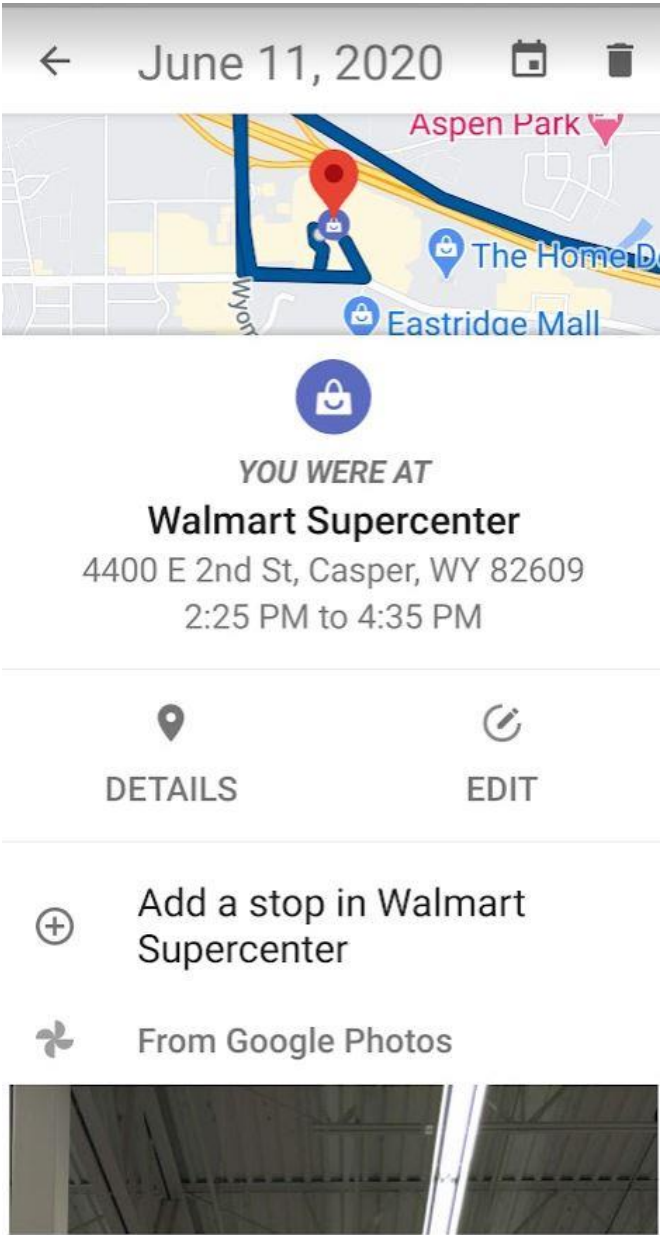 June 11, 2020
Aspen Park
The Home D
Wyom
Eastridge Mall
YOU WERE AT
Walmart Supercenter
4400 E 2nd St, Casper, WY 82609
2:25 PM to 4:35 PM
DETAILS
EDIT
Add a stop in Walmart
Supercenter
From Google Photos